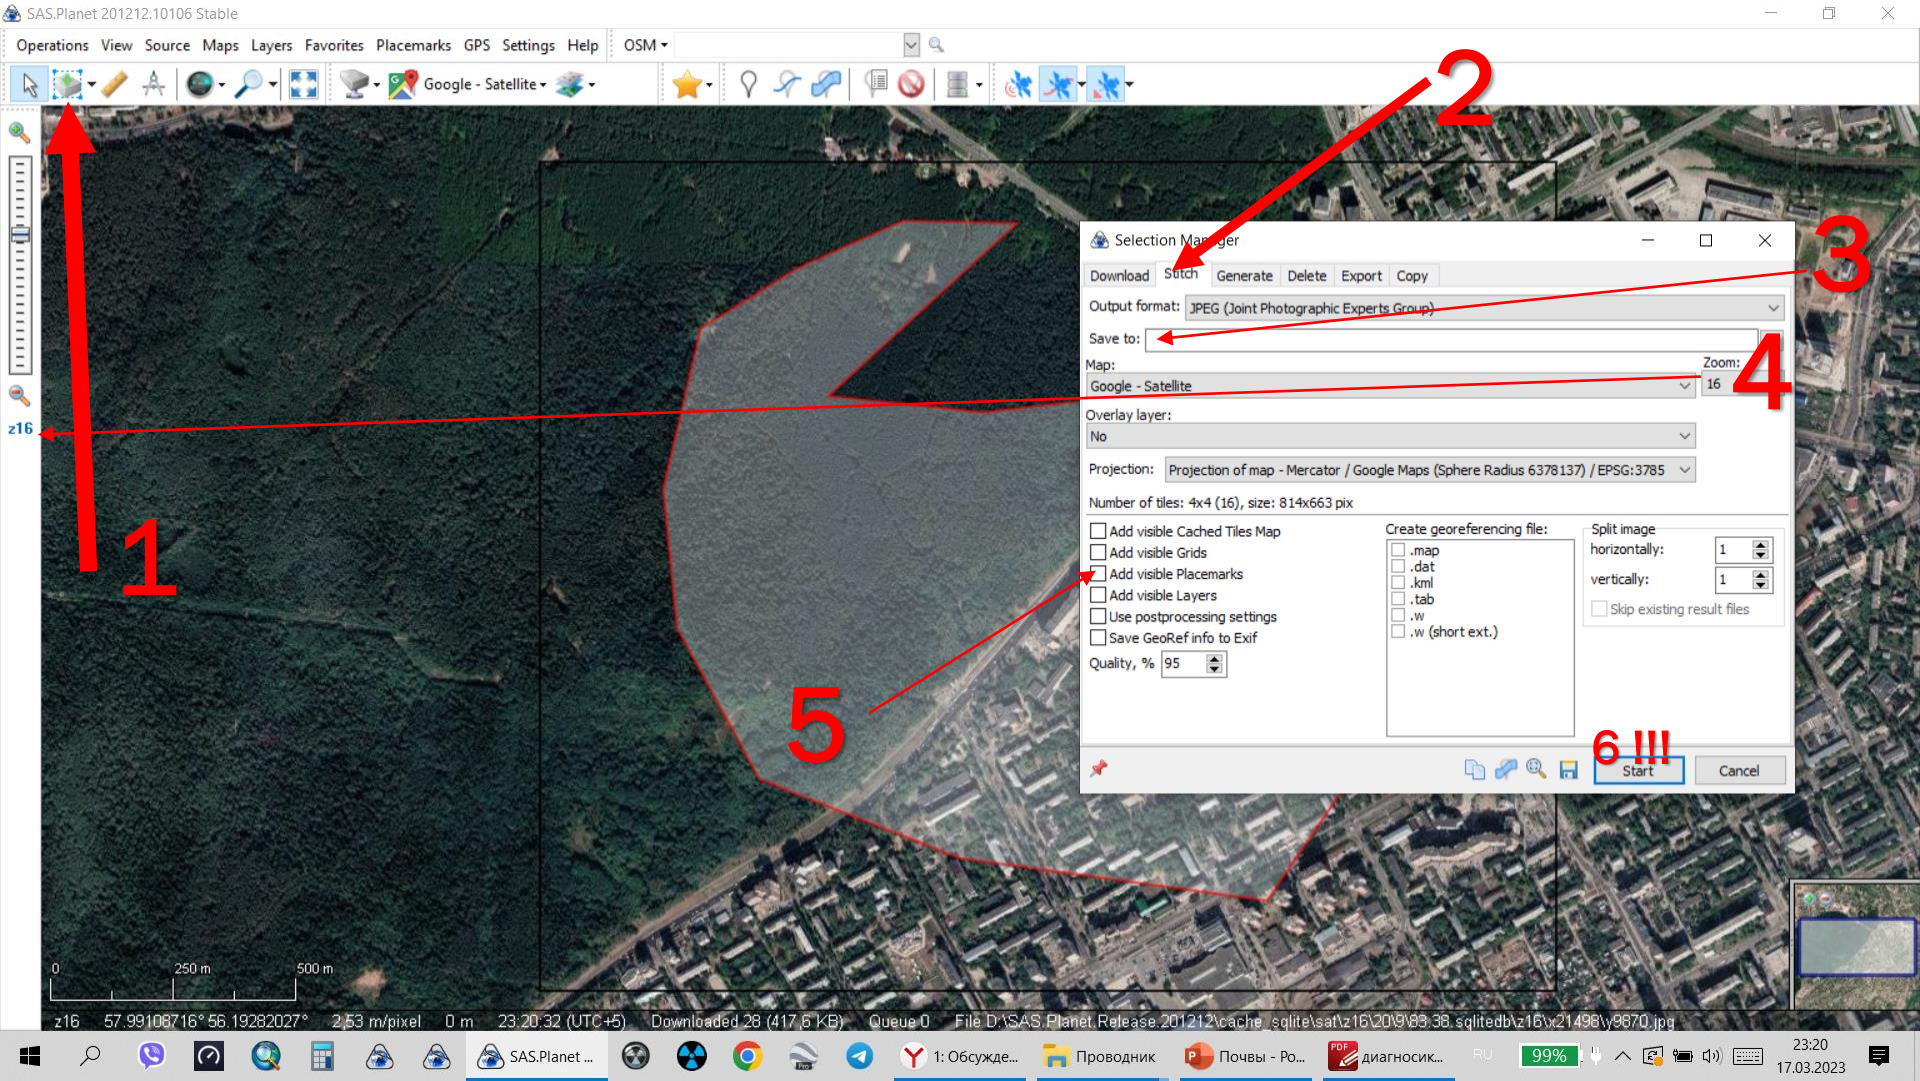 SAS.Planet 201212.10106 Stable
Operations View Source Maps Layers Favorites Placemarks GPS Settings Help OSM
Google - Satellite
2
Selection Manager
3
Download Stitch Generate Delete Export Copy
Output format: JPEG (Joint Photographic Experts Group)
Save to:
Map: Zoom:
Google - Satellite 16
4
z16
Overlay layer:
No
Projection: Projection of map - Mercator / Google Maps (Sphere Radius 6378137) / EPSG:3785
Number of tiles: 4x4 (16), size: 814x663 pix
1
Add visible Cached Tiles Map
Add visible Grids
Add visible Placemarks
Add visible Layers
Use postprocessing settings
Save GeoRef info to Exif
Quality, % 95
Create georeferencing file:
.map
.dat
.kml
.tab
.w
.w (short ext.)
Split image
horizontally: 1
vertically: 1
Skip existing result files
5
6 !!!
Start Cancel
0 250 m 500 m
z16 57.99108716° 56.19282027° 2,53 m/pixel 0 m 23:20:32 (UTC+5) Downloaded 28 (417,6 KB) Queue 0 File D:\SAS.Planet.Release.201212\cache_sqlite\sat\z16\20\9\83.38.sqlitedb\z16\x21498\y9870.jpg
SAS.Planet ... Pro 1: Обсужде... Проводник Почвы - Po... PDF диагносик... RU 99% 23:20
17.03.2023